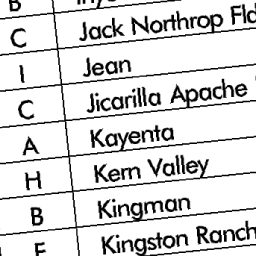 B
C Jack Northrop Fld
I Jean
C Jicarilla Apache
A Kayenta
H Kern Valley
B Kingman
Kingston Ranch